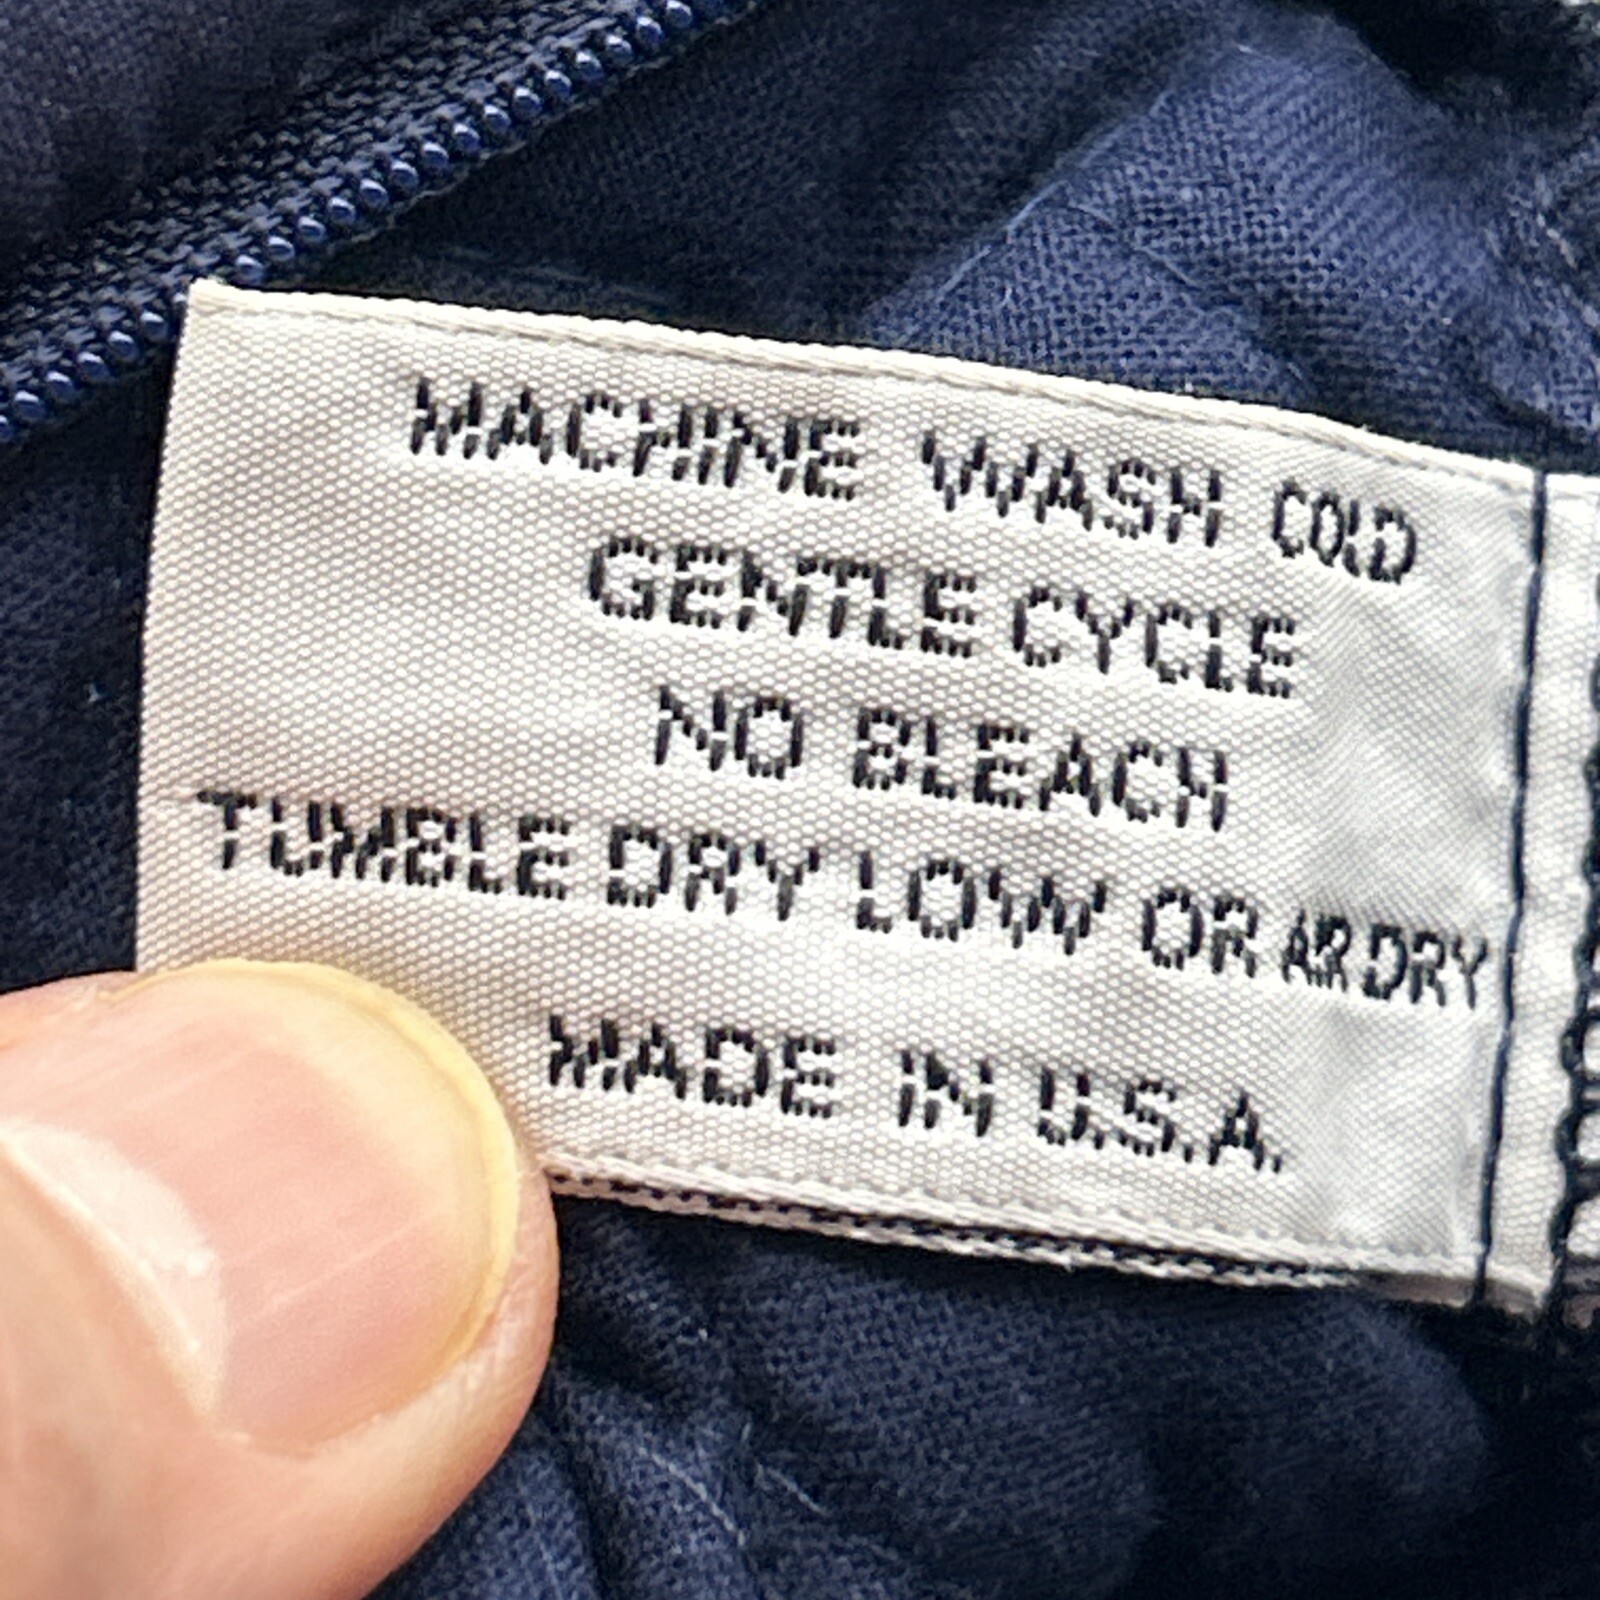 MACHINE WASH COLD
GENTLE CYCLE
NO BLEACH
TUMBLE DRY LOW OR AIR DRY
MADE IN U.S.A.